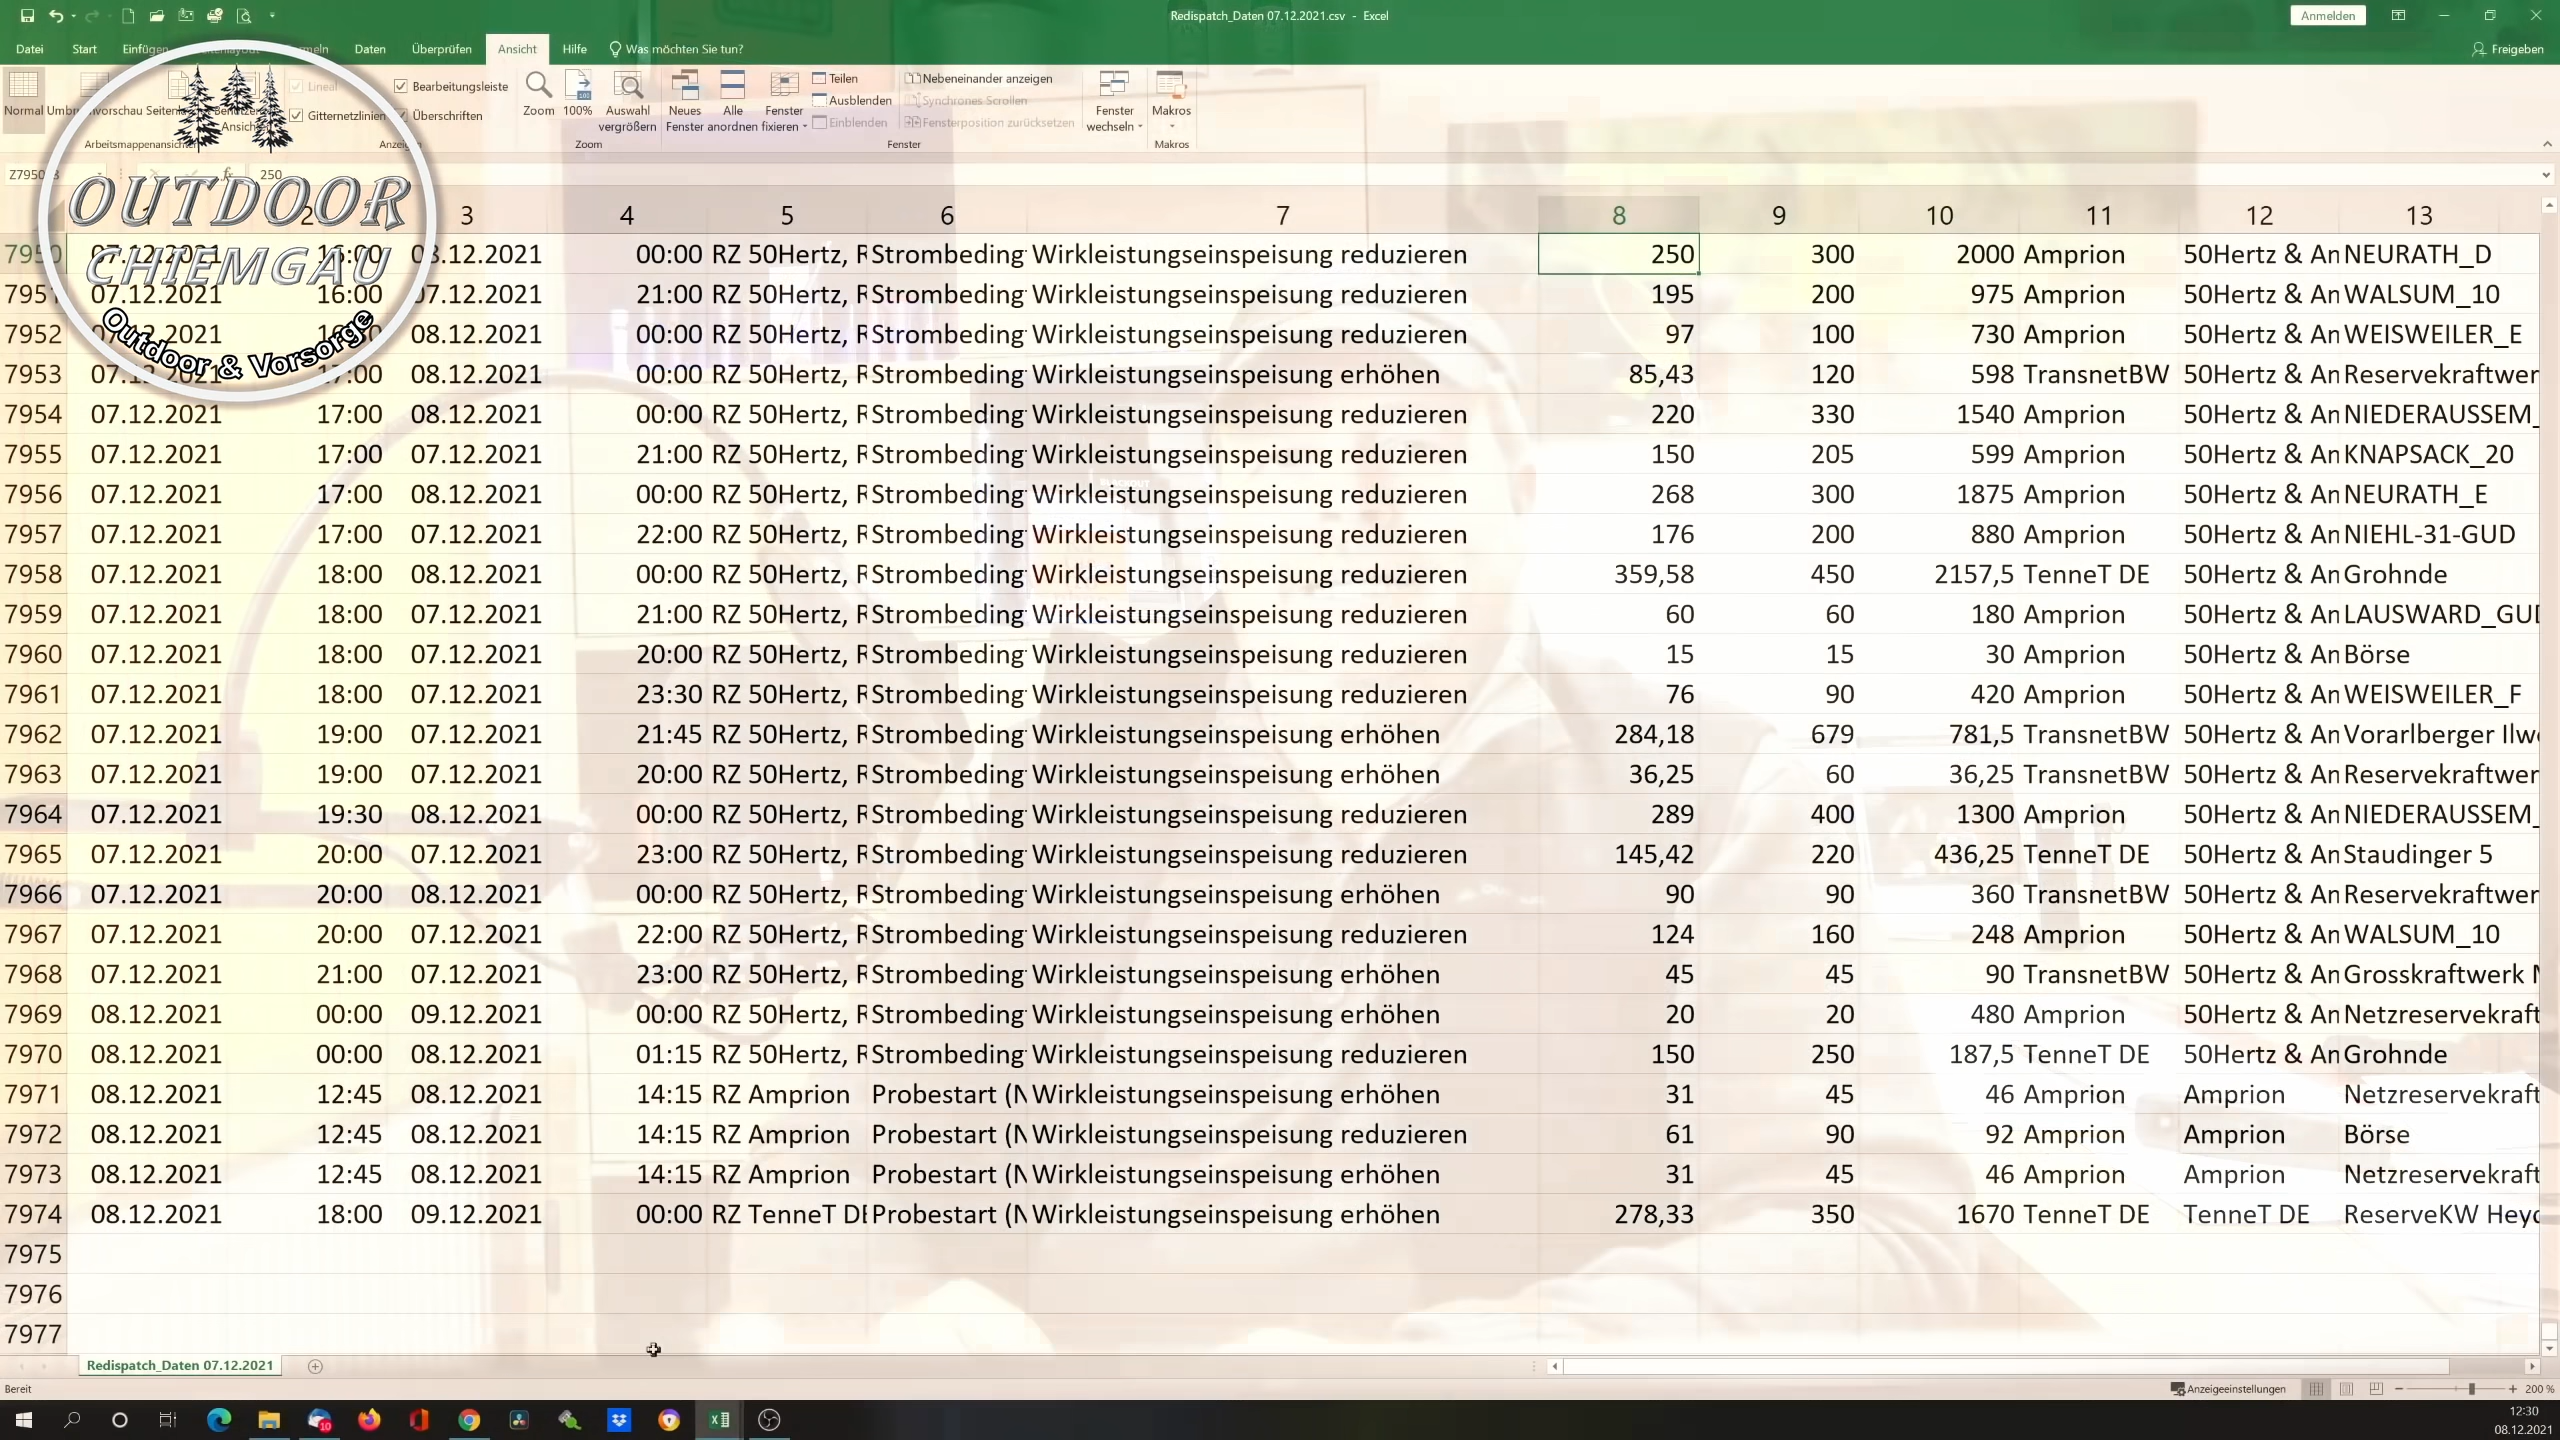 Redispatch_Daten 07.12.2021.csv - Excel
Anmelden
Datei Start Einfügen Daten Überprüfen Ansicht Hilfe Was möchten Sie tun? Freigeben
Lineal Bearbeitungsleiste
Gitternetzlinien Überschriften
Normal
Zoom 100% Auswahl vergrößern
Neues Fenster Alle anordnen Fenster fixieren
Teilen
Ausblenden
Einblenden
Nebeneinander anzeigen
Synchrones Scrollen
Fensterposition zurücksetzen
Fenster wechseln
Makros
Zoom Fenster Makros
250
OUTDOOR
CHIEMGAU
Outdoor & Vorsorge
3 4 5 6 7 8 9 10 11 12 13
7950 07.12.2021 16:00 08.12.2021 00:00 RZ 50Hertz, R Strombeding Wirkleistungseinspeisung reduzieren 250 300 2000 Amprion 50Hertz & An NEURATH_D
7951 07.12.2021 16:00 07.12.2021 21:00 RZ 50Hertz, R Strombeding Wirkleistungseinspeisung reduzieren 195 200 975 Amprion 50Hertz & An WALSUM_10
7952 08.12.2021 00:00 RZ 50Hertz, R Strombeding Wirkleistungseinspeisung reduzieren 97 100 730 Amprion 50Hertz & An WEISWEILER_E
7953 07.12.2021 17:00 08.12.2021 00:00 RZ 50Hertz, R Strombeding Wirkleistungseinspeisung erhöhen 85,43 120 598 TransnetBW 50Hertz & An Reservekraftwer
7954 07.12.2021 17:00 08.12.2021 00:00 RZ 50Hertz, R Strombeding Wirkleistungseinspeisung reduzieren 220 330 1540 Amprion 50Hertz & An NIEDERAUSSEM_
7955 07.12.2021 17:00 07.12.2021 21:00 RZ 50Hertz, R Strombeding Wirkleistungseinspeisung reduzieren 150 205 599 Amprion 50Hertz & An KNAPSACK_20
7956 07.12.2021 17:00 08.12.2021 00:00 RZ 50Hertz, R Strombeding Wirkleistungseinspeisung reduzieren 268 300 1875 Amprion 50Hertz & An NEURATH_E
7957 07.12.2021 17:00 07.12.2021 22:00 RZ 50Hertz, R Strombeding Wirkleistungseinspeisung reduzieren 176 200 880 Amprion 50Hertz & An NIEHL-31-GUD
7958 07.12.2021 18:00 08.12.2021 00:00 RZ 50Hertz, R Strombeding Wirkleistungseinspeisung reduzieren 359,58 450 2157,5 TenneT DE 50Hertz & An Grohnde
7959 07.12.2021 18:00 07.12.2021 21:00 RZ 50Hertz, R Strombeding Wirkleistungseinspeisung reduzieren 60 60 180 Amprion 50Hertz & An LAUSWARD_GUD
7960 07.12.2021 18:00 07.12.2021 20:00 RZ 50Hertz, R Strombeding Wirkleistungseinspeisung reduzieren 15 15 30 Amprion 50Hertz & An Börse
7961 07.12.2021 18:00 07.12.2021 23:30 RZ 50Hertz, R Strombeding Wirkleistungseinspeisung reduzieren 76 90 420 Amprion 50Hertz & An WEISWEILER_F
7962 07.12.2021 19:00 07.12.2021 21:45 RZ 50Hertz, R Strombeding Wirkleistungseinspeisung erhöhen 284,18 679 781,5 TransnetBW 50Hertz & An Vorarlberger Ilw
7963 07.12.2021 19:00 07.12.2021 20:00 RZ 50Hertz, R Strombeding Wirkleistungseinspeisung erhöhen 36,25 60 36,25 TransnetBW 50Hertz & An Reservekraftwer
7964 07.12.2021 19:30 08.12.2021 00:00 RZ 50Hertz, R Strombeding Wirkleistungseinspeisung reduzieren 289 400 1300 Amprion 50Hertz & An NIEDERAUSSEM_
7965 07.12.2021 20:00 07.12.2021 23:00 RZ 50Hertz, R Strombeding Wirkleistungseinspeisung reduzieren 145,42 220 436,25 TenneT DE 50Hertz & An Staudinger 5
7966 07.12.2021 20:00 08.12.2021 00:00 RZ 50Hertz, R Strombeding Wirkleistungseinspeisung erhöhen 90 90 360 TransnetBW 50Hertz & An Reservekraftwer
7967 07.12.2021 20:00 07.12.2021 22:00 RZ 50Hertz, R Strombeding Wirkleistungseinspeisung reduzieren 124 160 248 Amprion 50Hertz & An WALSUM_10
7968 07.12.2021 21:00 07.12.2021 23:00 RZ 50Hertz, R Strombeding Wirkleistungseinspeisung erhöhen 45 45 90 TransnetBW 50Hertz & An Grosskraftwerk M
7969 08.12.2021 00:00 09.12.2021 00:00 RZ 50Hertz, R Strombeding Wirkleistungseinspeisung erhöhen 20 20 480 Amprion 50Hertz & An Netzreservekraft
7970 08.12.2021 00:00 08.12.2021 01:15 RZ 50Hertz, R Strombeding Wirkleistungseinspeisung reduzieren 150 250 187,5 TenneT DE 50Hertz & An Grohnde
7971 08.12.2021 12:45 08.12.2021 14:15 RZ Amprion Probestart (N Wirkleistungseinspeisung erhöhen 31 45 46 Amprion Amprion Netzreservekraft
7972 08.12.2021 12:45 08.12.2021 14:15 RZ Amprion Probestart (N Wirkleistungseinspeisung reduzieren 61 90 92 Amprion Amprion Börse
7973 08.12.2021 12:45 08.12.2021 14:15 RZ Amprion Probestart (N Wirkleistungseinspeisung erhöhen 31 45 46 Amprion Amprion Netzreservekraft
7974 08.12.2021 18:00 09.12.2021 00:00 RZ TenneT DE Probestart (N Wirkleistungseinspeisung erhöhen 278,33 350 1670 TenneT DE TenneT DE ReserveKW Heyd
7975
7976
7977
Redispatch_Daten 07.12.2021
Bereit
Anzeigeeinstellungen 200 %
12:30
08.12.2021